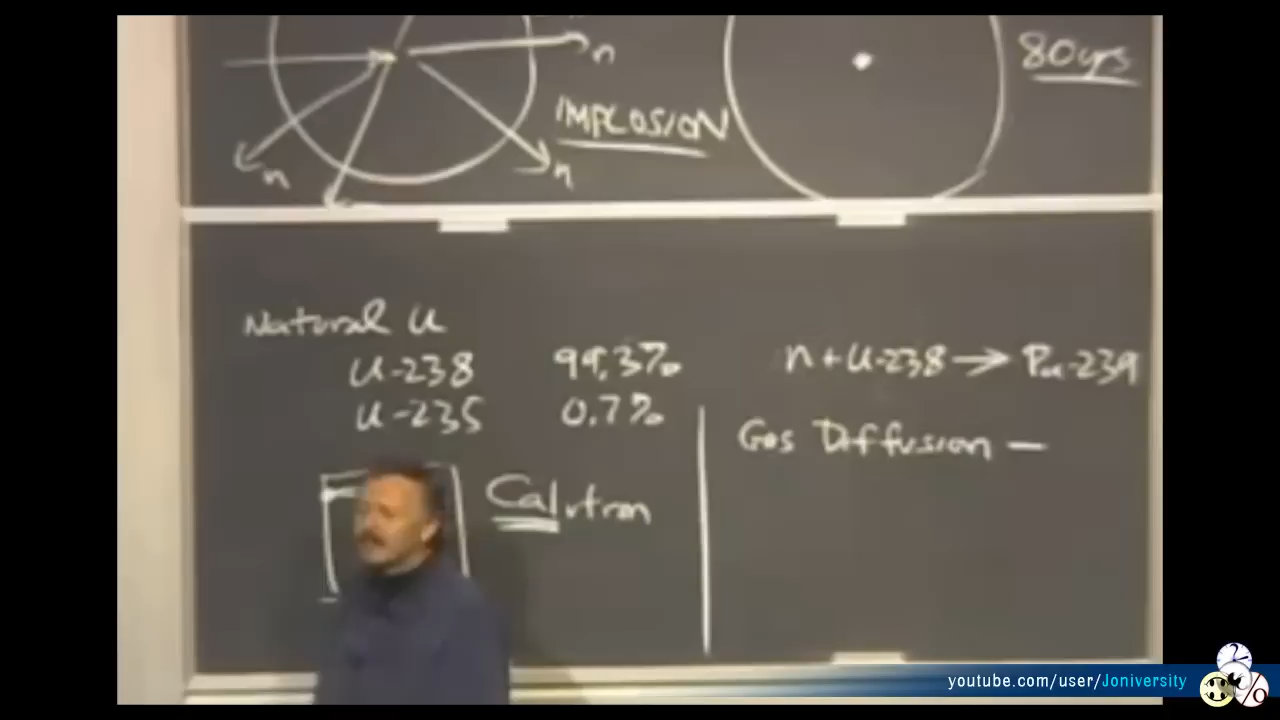 n
80yrs
IMPLOSION
n
n
Natural U
U-238 99.3%
U-235 0.7%
n + U-238 → Pu-239
Gas Diffusion —
Calutron
youtube.com/user/Joniversity